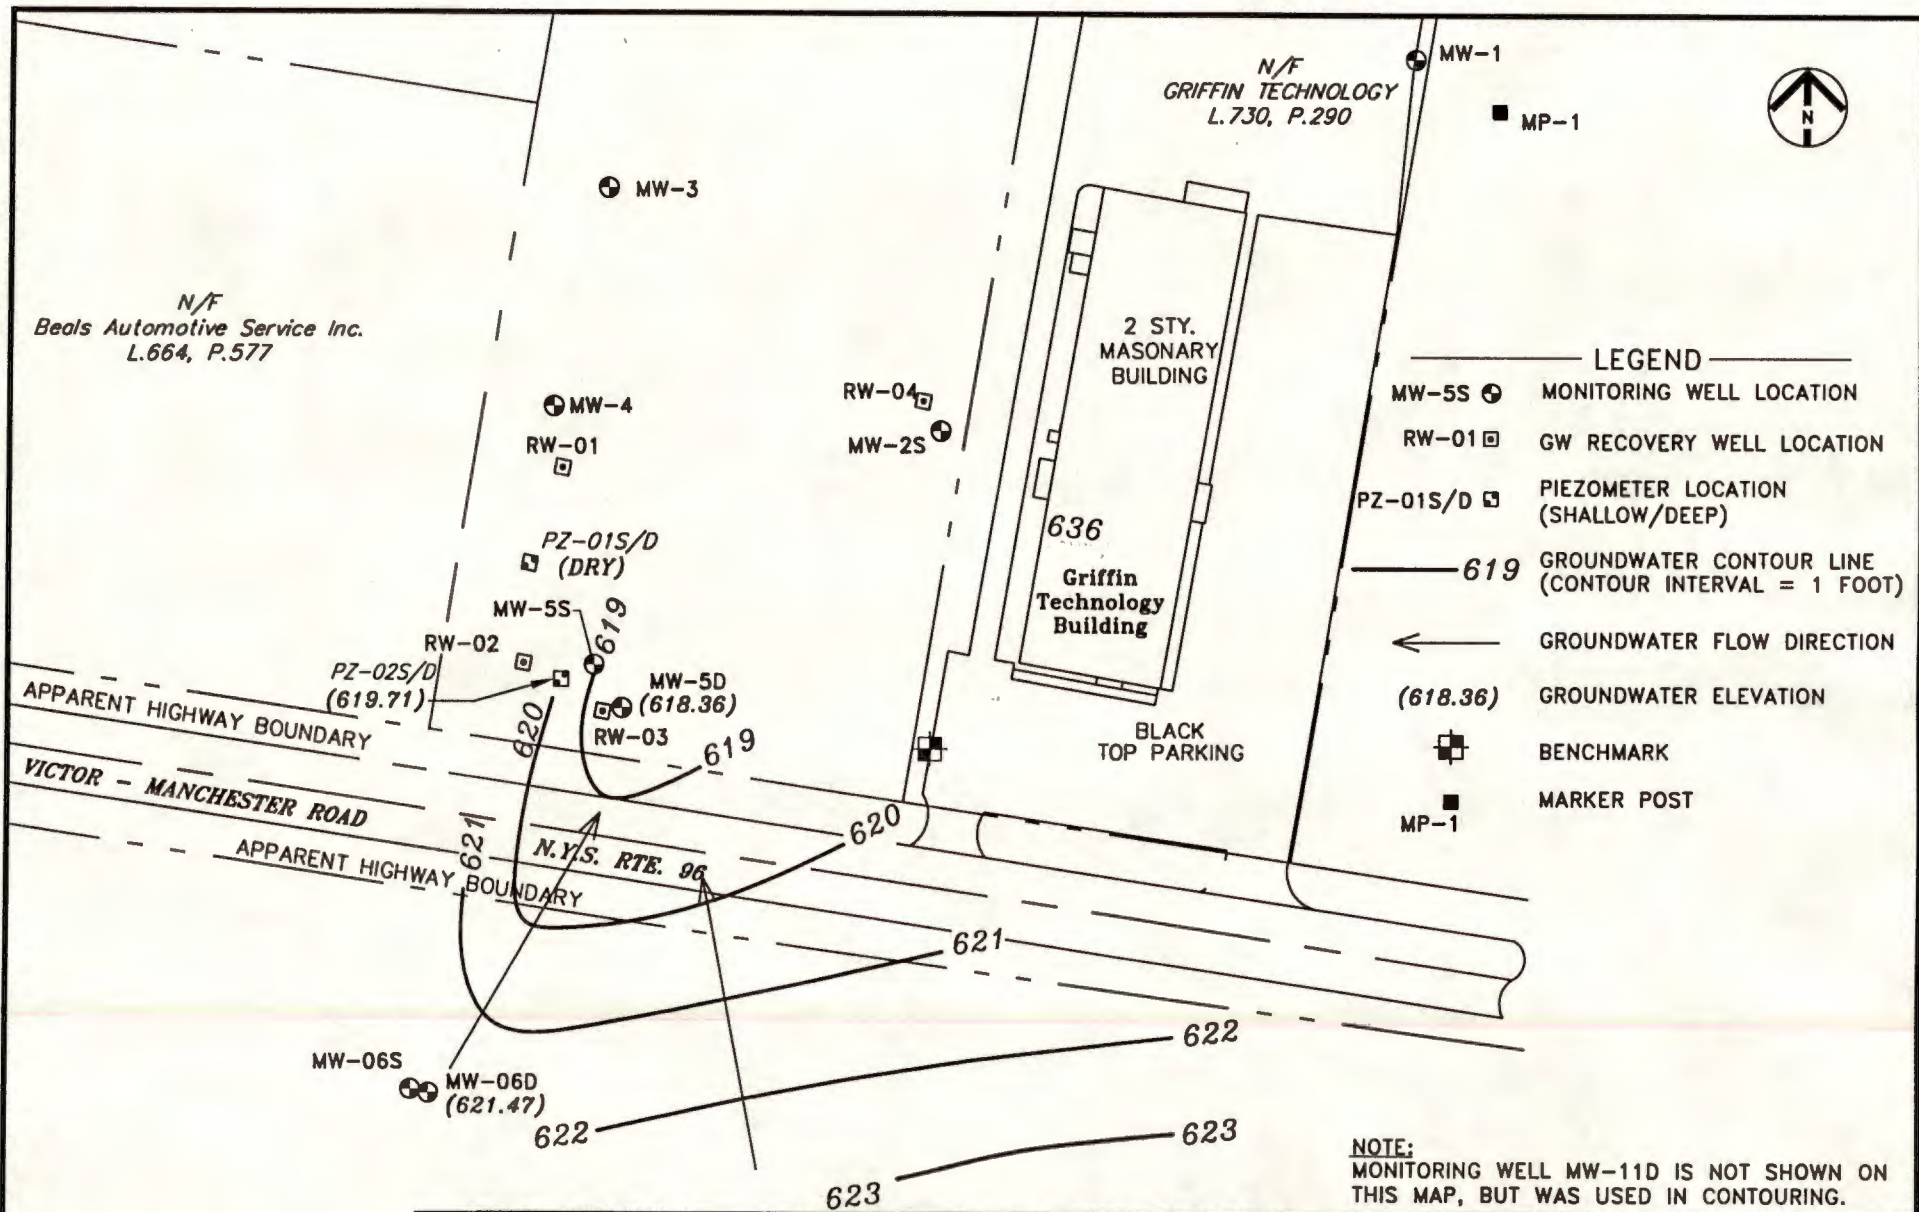 N/F
GRIFFIN TECHNOLOGY
L.730, P.290
MW-1
MP-1
N
MW-3
N/F
Beals Automotive Service Inc.
L.664, P.577
2 STY.
MASONARY
BUILDING
MW-4
RW-01
RW-04
MW-2S
636
Griffin
Technology
Building
PZ-01S/D
(DRY)
MW-5S
619
RW-02
PZ-02S/D
(619.71)
MW-5D
(618.36)
RW-03
620
619
BLACK
TOP PARKING
APPARENT HIGHWAY BOUNDARY
VICTOR - MANCHESTER ROAD
N.Y.S. RTE. 96
620
621
APPARENT HIGHWAY BOUNDARY
621
MW-06S
MW-06D
(621.47)
622
622
623
623
LEGEND
MW-5S MONITORING WELL LOCATION
RW-01 GW RECOVERY WELL LOCATION
PZ-01S/D PIEZOMETER LOCATION
(SHALLOW/DEEP)
619 GROUNDWATER CONTOUR LINE
(CONTOUR INTERVAL = 1 FOOT)
GROUNDWATER FLOW DIRECTION
(618.36) GROUNDWATER ELEVATION
BENCHMARK
MP-1 MARKER POST
NOTE:
MONITORING WELL MW-11D IS NOT SHOWN ON
THIS MAP, BUT WAS USED IN CONTOURING.